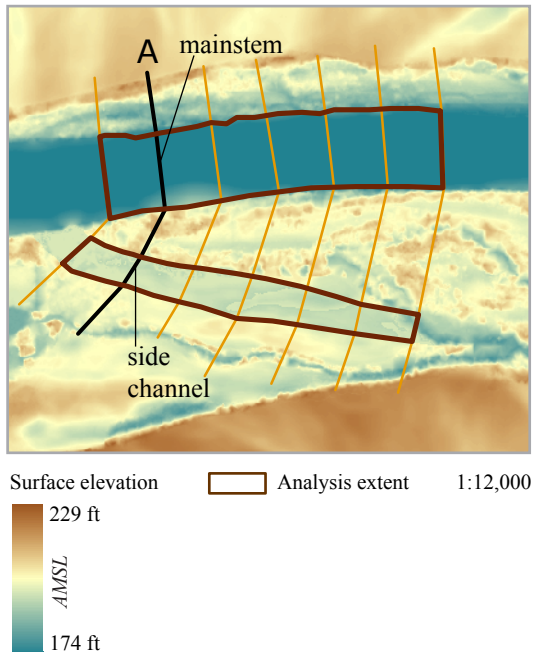 A
mainstem
side
channel
Surface elevation
Analysis extent
1:12,000
229 ft
AMSL
174 ft